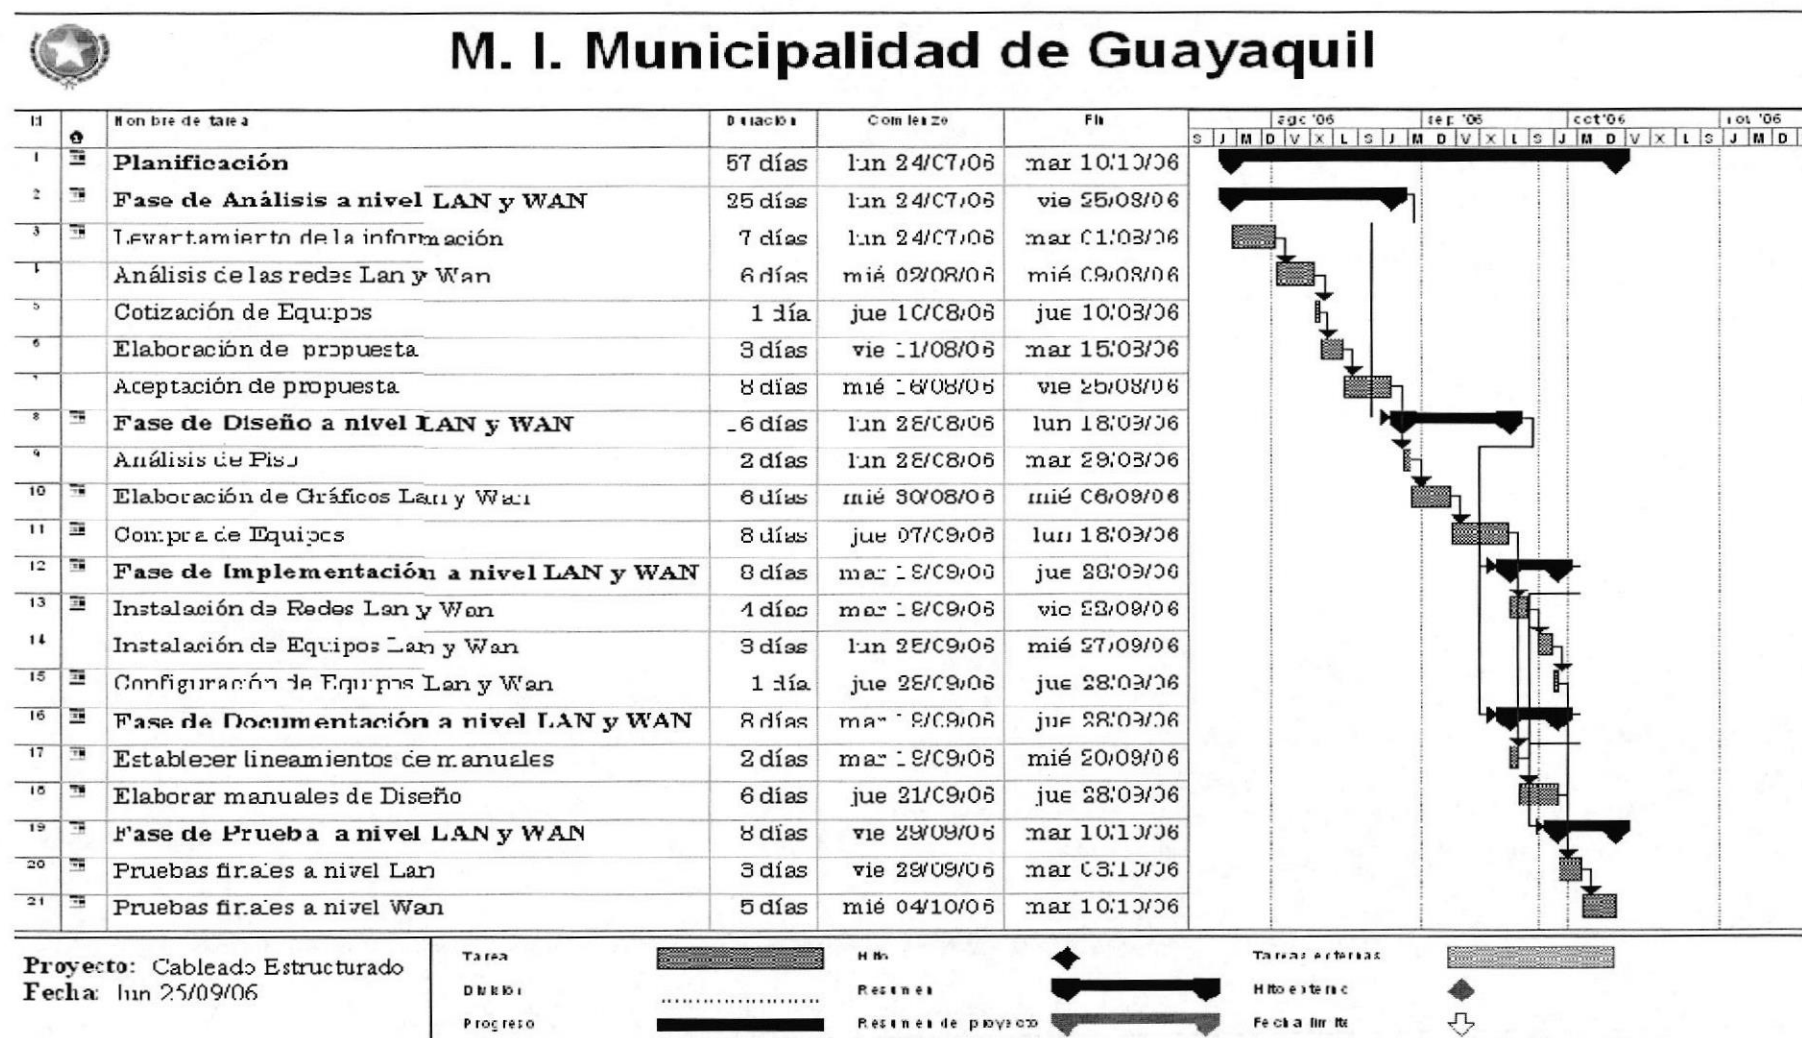 M. I. Municipalidad de Guayaquil
Id Nombre de tarea Duración Comienzo Fin ago '06 sep '06 oct '06 nov '06
S J M D V X L S J M D V X L S J M D V X L S J M D
1 Planificación 57 días lun 24/07/06 mar 10/10/06
2 Fase de Análisis a nivel LAN y WAN 25 días lun 24/07/06 vie 25/08/06
3 Levantamiento de la información 7 días lun 24/07/06 mar 01/08/06
4 Análisis de las redes Lan y Wan 6 días mié 02/08/06 mié 09/08/06
5 Cotización de Equipos 1 día jue 10/08/06 jue 10/08/06
6 Elaboración de propuesta 3 días vie 11/08/06 mar 15/08/06
7 Aceptación de propuesta 8 días mié 16/08/06 vie 25/08/06
8 Fase de Diseño a nivel LAN y WAN 16 días lun 28/08/06 lun 18/09/06
9 Análisis de Piso 2 días lun 28/08/06 mar 29/08/06
10 Elaboración de Gráficos Lan y Wan 6 días mié 30/08/06 mié 06/09/06
11 Compra de Equipos 8 días jue 07/09/06 lun 18/09/06
12 Fase de Implementación a nivel LAN y WAN 8 días mar 19/09/06 jue 28/09/06
13 Instalación de Redes Lan y Wan 4 días mar 19/09/06 vie 22/09/06
14 Instalación de Equipos Lan y Wan 3 días lun 25/09/06 mié 27/09/06
15 Configuración de Equipos Lan y Wan 1 día jue 28/09/06 jue 28/09/06
16 Fase de Documentación a nivel LAN y WAN 8 días mar 19/09/06 jue 28/09/06
17 Establecer lineamientos de manuales 2 días mar 19/09/06 mié 20/09/06
18 Elaborar manuales de Diseño 6 días jue 21/09/06 jue 28/09/06
19 Fase de Prueba a nivel LAN y WAN 8 días vie 29/09/06 mar 10/10/06
20 Pruebas finales a nivel Lan 3 días vie 29/09/06 mar 03/10/06
21 Pruebas finales a nivel Wan 5 días mié 04/10/06 mar 10/10/06
Proyecto: Cableado Estructurado
Fecha: lun 25/09/06
Tarea Hito Tareas externas
División Resumen Hito externo
Progreso Resumen de proyecto Fecha límite